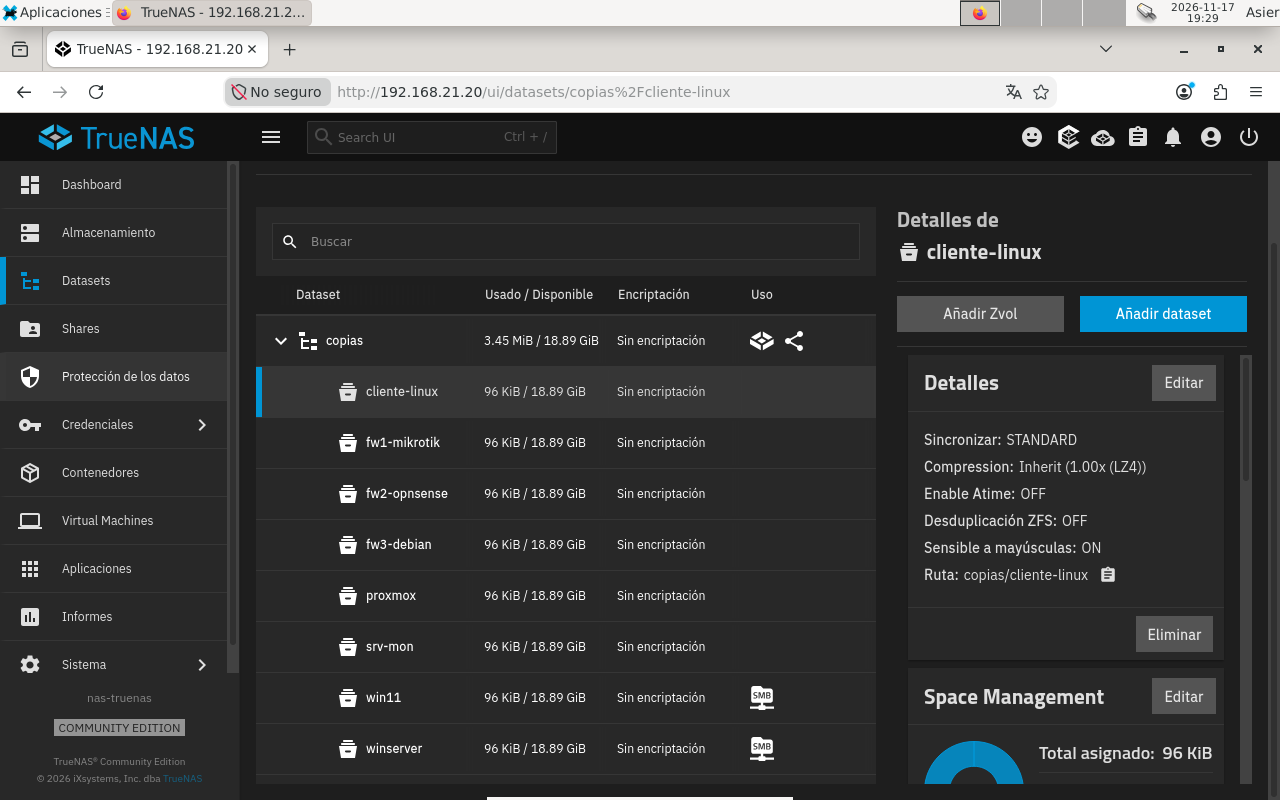 Aplicaciones
TrueNAS - 192.168.21.2...
2026-11-17
19:29
Asier
TrueNAS - 192.168.21.20
No seguro
http://192.168.21.20/ui/datasets/copias%2Fcliente-linux
TrueNAS
Search UI
Ctrl + /
Dashboard
Almacenamiento
Datasets
Shares
Protección de los datos
Credenciales
Contenedores
Virtual Machines
Aplicaciones
Informes
Sistema
nas-truenas
COMMUNITY EDITION
TrueNAS® Community Edition
© 2026 iXsystems, Inc. dba TrueNAS
Buscar
Dataset Usado / Disponible Encriptación Uso
copias 3.45 MiB / 18.89 GiB Sin encriptación
cliente-linux 96 KiB / 18.89 GiB Sin encriptación
fw1-mikrotik 96 KiB / 18.89 GiB Sin encriptación
fw2-opnsense 96 KiB / 18.89 GiB Sin encriptación
fw3-debian 96 KiB / 18.89 GiB Sin encriptación
proxmox 96 KiB / 18.89 GiB Sin encriptación
srv-mon 96 KiB / 18.89 GiB Sin encriptación
win11 96 KiB / 18.89 GiB Sin encriptación SMB
winserver 96 KiB / 18.89 GiB Sin encriptación SMB
Detalles de
cliente-linux
Añadir Zvol
Añadir dataset
Detalles
Editar
Sincronizar: STANDARD
Compression: Inherit (1.00x (LZ4))
Enable Atime: OFF
Desduplicación ZFS: OFF
Sensible a mayúsculas: ON
Ruta: copias/cliente-linux
Eliminar
Space Management
Editar
Total asignado: 96 KiB